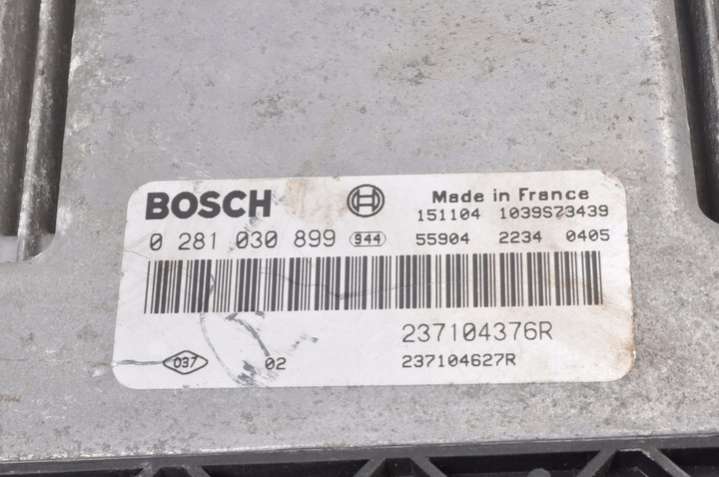 BOSCH Made in France
151104 1039S73439
0 281 030 899 944 55904 2234 0405
237104376R
037 02 237104627R